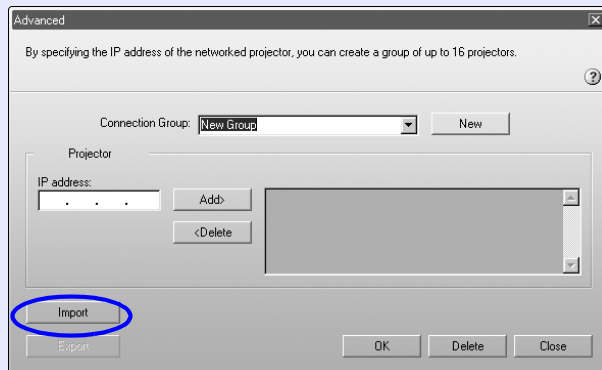 Advanced
By specifying the IP address of the networked projector, you can create a group of up to 16 projectors.
?
Connection Group: New Group New
Projector
IP address:
. . . Add>
<Delete
Import
Export OK Delete Close